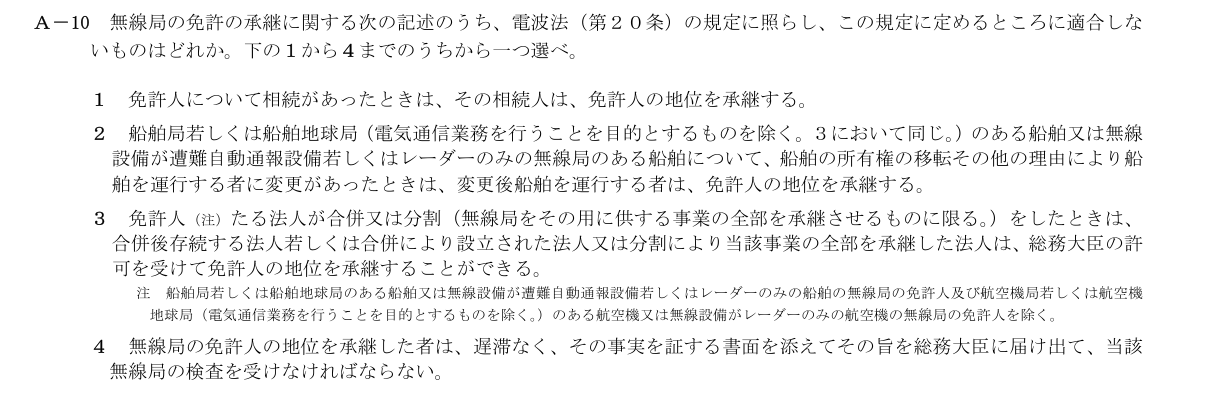 A－10　無線局の免許の承継に関する次の記述のうち、電波法（第２０条）の規定に照らし、この規定に定めるところに適合しな
いものはどれか。下の1から4までのうちから一つ選べ。
1　免許人について相続があったときは、その相続人は、免許人の地位を承継する。
2　船舶局若しくは船舶地球局（電気通信業務を行うことを目的とするものを除く。３において同じ。）のある船舶又は無線
設備が遭難自動通報設備若しくはレーダーのみの無線局のある船舶について、船舶の所有権の移転その他の理由により船
舶を運行する者に変更があったときは、変更後船舶を運行する者は、免許人の地位を承継する。
3　免許人（注）たる法人が合併又は分割（無線局をその用に供する事業の全部を承継させるものに限る。）をしたときは、
合併後存続する法人若しくは合併により設立された法人又は分割により当該事業の全部を承継した法人は、総務大臣の許
可を受けて免許人の地位を承継することができる。
注　船舶局若しくは船舶地球局のある船舶又は無線設備が遭難自動通報設備若しくはレーダーのみの船舶の無線局の免許人及び航空機局若しくは航空機
地球局（電気通信業務を行うことを目的とするものを除く。）のある航空機又は無線設備がレーダーのみの航空機の無線局の免許人を除く。
4　無線局の免許人の地位を承継した者は、遅滞なく、その事実を証する書面を添えてその旨を総務大臣に届け出て、当該
無線局の検査を受けなければならない。